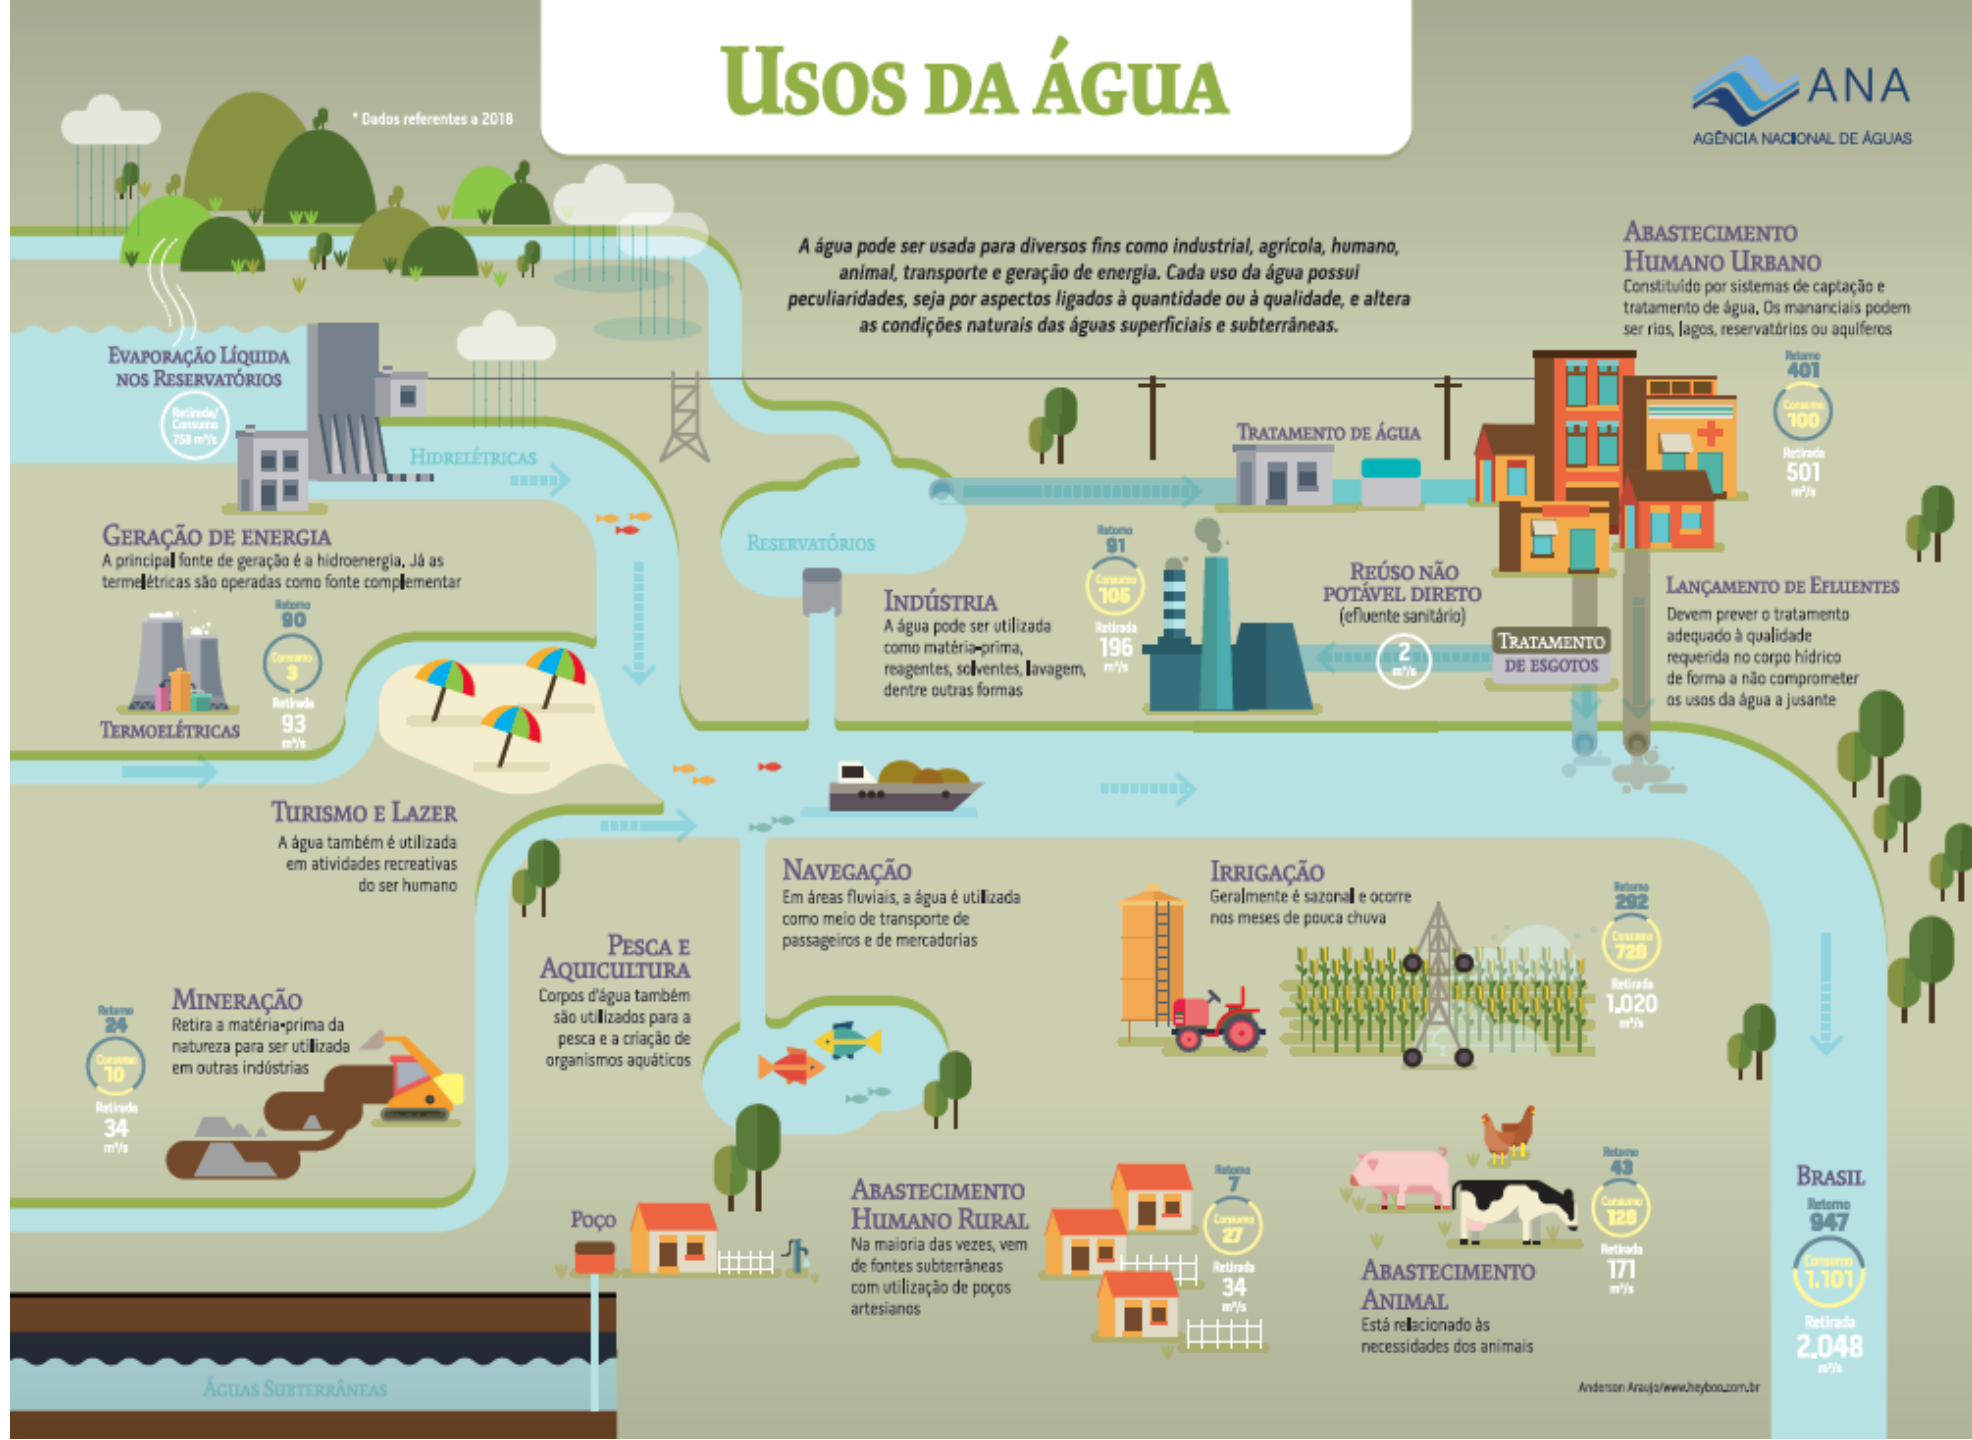 USOS DA ÁGUA
ANA
AGÊNCIA NACIONAL DE ÁGUAS
* Dados referentes a 2018
A água pode ser usada para diversos fins como industrial, agrícola, humano,
animal, transporte e geração de energia. Cada uso da água possui
peculiaridades, seja por aspectos ligados à quantidade ou à qualidade, e altera
as condições naturais das águas superficiais e subterrâneas.
ABASTECIMENTO
HUMANO URBANO
Constituído por sistemas de captação e
tratamento de água. Os mananciais podem
ser rios, lagos, reservatórios ou aquíferos
Retorno
401
Consumo
100
Retirada
501
m³/s
EVAPORAÇÃO LÍQUIDA
NOS RESERVATÓRIOS
Retirada/
Consumo
758 m³/s
HIDRELÉTRICAS
TRATAMENTO DE ÁGUA
GERAÇÃO DE ENERGIA
A principal fonte de geração é a hidroenergia. Já as
termelétricas são operadas como fonte complementar
Retorno
90
Consumo
3
Retirada
93
m³/s
TERMOELÉTRICAS
RESERVATÓRIOS
INDÚSTRIA
A água pode ser utilizada
como matéria-prima,
reagentes, solventes, lavagem,
dentre outras formas
Retorno
91
Consumo
105
Retirada
196
m³/s
REÚSO NÃO
POTÁVEL DIRETO
(efluente sanitário)
2
m³/s
TRATAMENTO
DE ESGOTOS
LANÇAMENTO DE EFLUENTES
Devem prever o tratamento
adequado à qualidade
requerida no corpo hídrico
de forma a não comprometer
os usos da água a jusante
TURISMO E LAZER
A água também é utilizada
em atividades recreativas
do ser humano
NAVEGAÇÃO
Em áreas fluviais, a água é utilizada
como meio de transporte de
passageiros e de mercadorias
IRRIGAÇÃO
Geralmente é sazonal e ocorre
nos meses de pouca chuva
Retorno
292
Consumo
728
Retirada
1.020
m³/s
PESCA E
AQUICULTURA
Corpos d'água também
são utilizados para a
pesca e a criação de
organismos aquáticos
MINERAÇÃO
Retira a matéria-prima da
natureza para ser utilizada
em outras indústrias
Retorno
24
Consumo
10
Retirada
34
m³/s
POÇO
ABASTECIMENTO
HUMANO RURAL
Na maioria das vezes, vem
de fontes subterrâneas
com utilização de poços
artesianos
Retorno
7
Consumo
27
Retirada
34
m³/s
ABASTECIMENTO
ANIMAL
Está relacionado às
necessidades dos animais
Retorno
43
Consumo
128
Retirada
171
m³/s
BRASIL
Retorno
947
Consumo
1.101
Retirada
2.048
m³/s
ÁGUAS SUBTERRÂNEAS
Anderson Araujo/www.heyboo.com.br